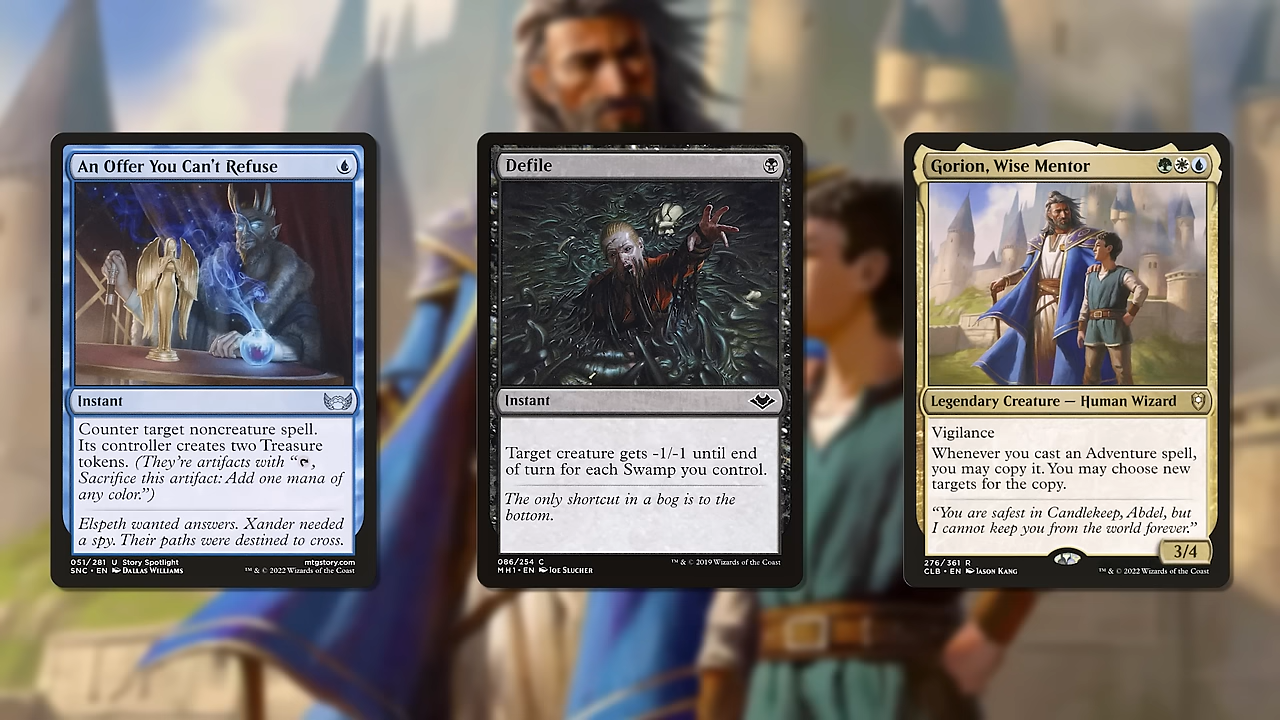 An Offer You Can't Refuse
Instant
Counter target noncreature spell.
Its controller creates two Treasure
tokens. (They're artifacts with “,
Sacrifice this artifact: Add one mana of
any color.”)
Elspeth wanted answers. Xander needed
a spy. Their paths were destined to cross.
051/281 U Story Spotlight
mtgstory.com
SNC • EN Dallas Williams
™ & © 2022 Wizards of the Coast
Defile
Instant
Target creature gets -1/-1 until end
of turn for each Swamp you control.
The only shortcut in a bog is to the
bottom.
086/254 C
MH1 • EN Joe Slucher
™ & © 2019 Wizards of the Coast
Gorion, Wise Mentor
Legendary Creature — Human Wizard
Vigilance
Whenever you cast an Adventure spell,
you may copy it. You may choose new
targets for the copy.
“You are safest in Candlekeep, Abdel, but
I cannot keep you from the world forever.”
3/4
276/361 R
CLB • EN Jason Kang
™ & © 2022 Wizards of the Coast